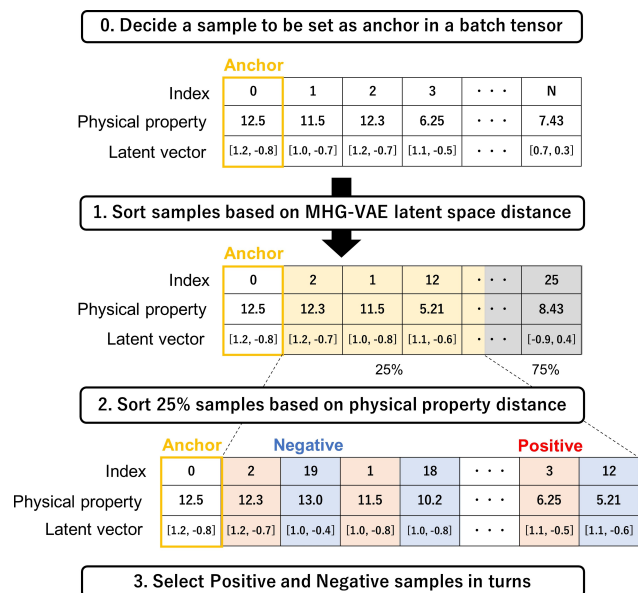 0. Decide a sample to be set as anchor in a batch tensor
Anchor
Index 0 1 2 3 · · · N
Physical property 12.5 11.5 12.3 6.25 · · · 7.43
Latent vector [1.2, -0.8] [1.0, -0.7] [1.2, -0.7] [1.1, -0.5] · · · [0.7, 0.3]
1. Sort samples based on MHG-VAE latent space distance
Anchor
Index 0 2 1 12 · · · 25
Physical property 12.5 12.3 11.5 5.21 · · · 8.43
Latent vector [1.2, -0.8] [1.2, -0.7] [1.0, -0.8] [1.1, -0.6] · · · [-0.9, 0.4]
25% 75%
2. Sort 25% samples based on physical property distance
Anchor Negative Positive
Index 0 2 19 1 18 · · · 3 12
Physical property 12.5 12.3 13.0 11.5 10.2 · · · 6.25 5.21
Latent vector [1.2, -0.8] [1.2, -0.7] [1.0, -0.4] [1.0, -0.8] [1.0, -0.8] · · · [1.1, -0.5] [1.1, -0.6]
3. Select Positive and Negative samples in turns